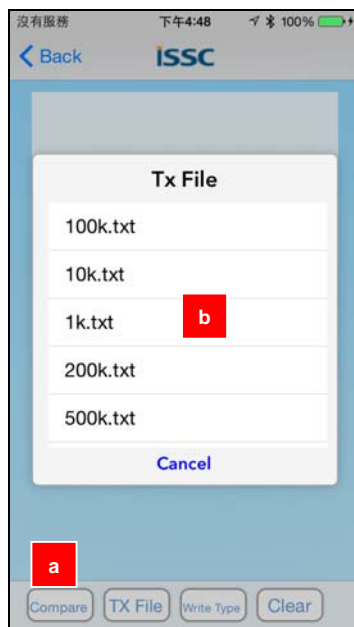 沒有服務 下午4:48 100%
Back ISSC
Tx File
100k.txt
10k.txt
1k.txt
b
200k.txt
500k.txt
Cancel
a
Compare TX File Write Type Clear